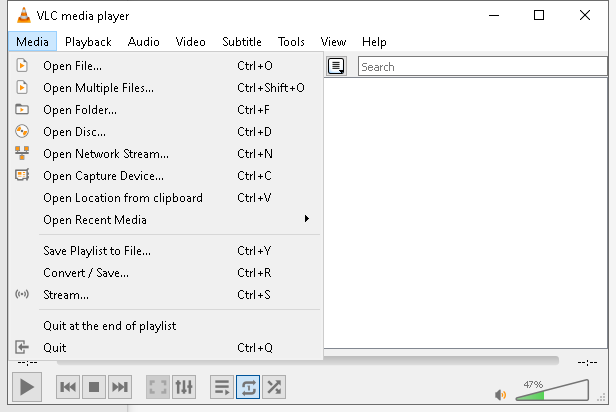 VLC media player
Media Playback Audio Video Subtitle Tools View Help
Open File... Ctrl+O
Open Multiple Files... Ctrl+Shift+O
Open Folder... Ctrl+F
Open Disc... Ctrl+D
Open Network Stream... Ctrl+N
Open Capture Device... Ctrl+C
Open Location from clipboard Ctrl+V
Open Recent Media
Save Playlist to File... Ctrl+Y
Convert / Save... Ctrl+R
Stream... Ctrl+S
Quit at the end of playlist
Quit Ctrl+Q
Search
--:-- --:--
47%